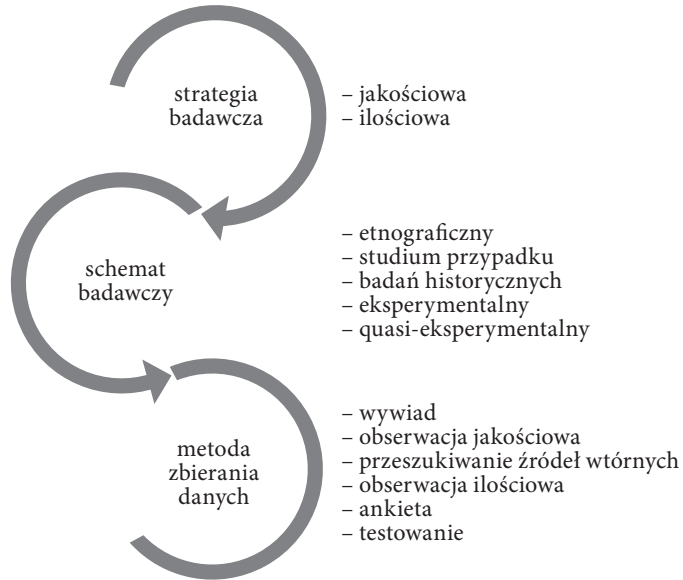 strategia
badawcza
– jakościowa
– ilościowa
schemat
badawczy
– etnograficzny
– studium przypadku
– badań historycznych
– eksperymentalny
– quasi-eksperymentalny
metoda
zbierania
danych
– wywiad
– obserwacja jakościowa
– przeszukiwanie źródeł wtórnych
– obserwacja ilościowa
– ankieta
– testowanie